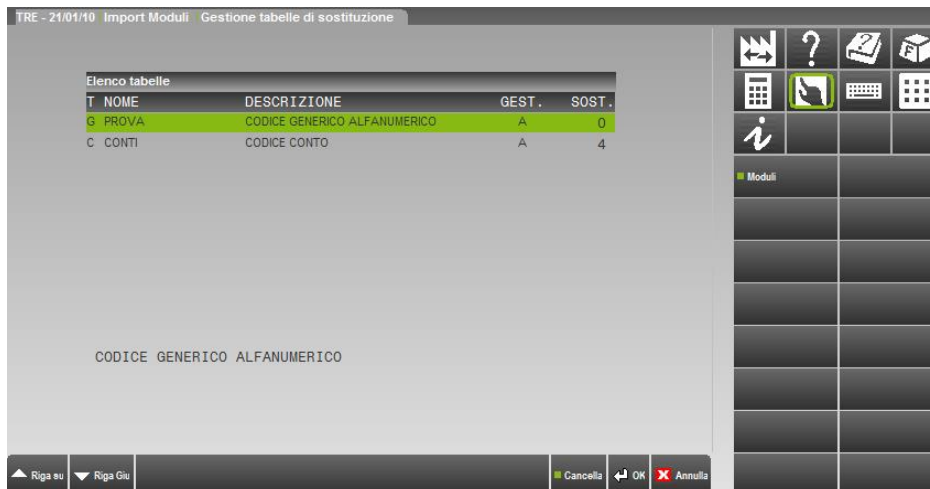 TRE - 21/01/10 Import Moduli Gestione tabelle di sostituzione
Elenco tabelle
T NOME DESCRIZIONE GEST. SOST.
G PROVA CODICE GENERICO ALFANUMERICO A 0
C CONTI CODICE CONTO A 4
CODICE GENERICO ALFANUMERICO
Riga su Riga Giu Cancella OK Annulla
? ? F
i
Moduli